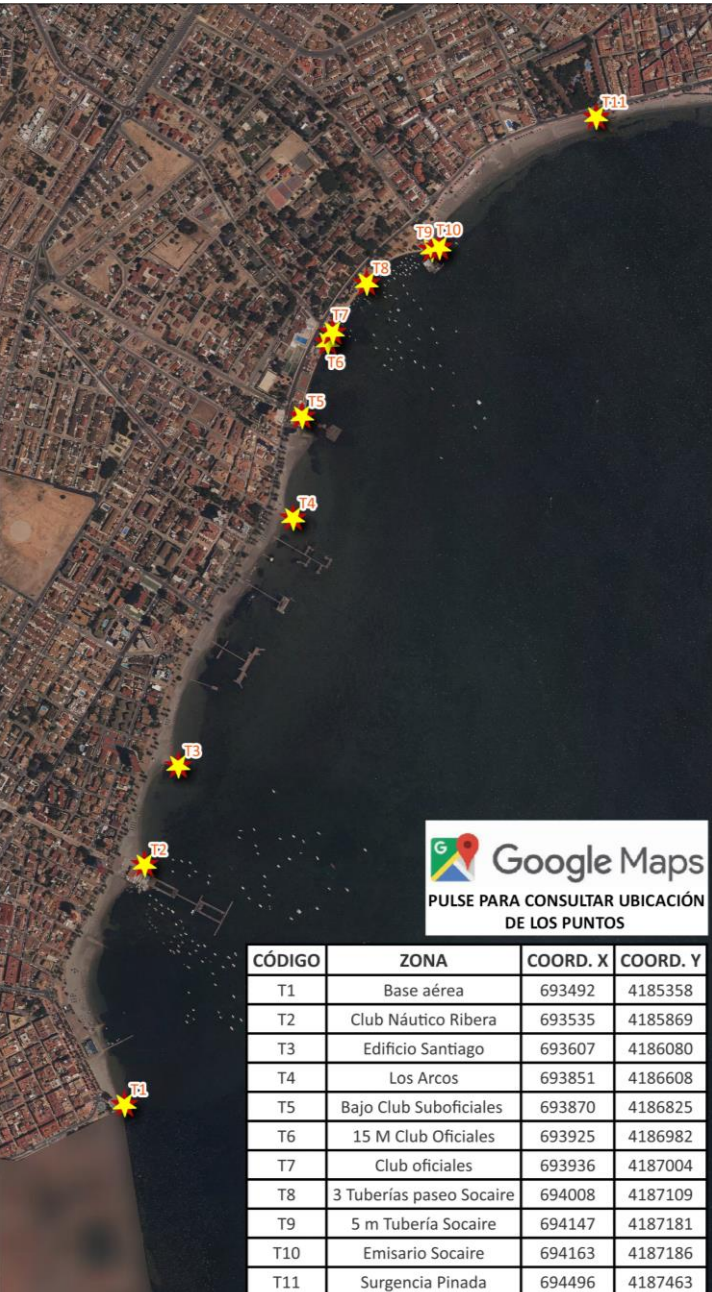 T11
T9 T10
T8
T7
T6
T5
T4
T3
T2
T1
G Google Maps
PULSE PARA CONSULTAR UBICACIÓN
DE LOS PUNTOS
CÓDIGO ZONA COORD. X COORD. Y
T1 Base aérea 693492 4185358
T2 Club Náutico Ribera 693535 4185869
T3 Edificio Santiago 693607 4186080
T4 Los Arcos 693851 4186608
T5 Bajo Club Suboficiales 693870 4186825
T6 15 M Club Oficiales 693925 4186982
T7 Club oficiales 693936 4187004
T8 3 Tuberías paseo Socaire 694008 4187109
T9 5 m Tubería Socaire 694147 4187181
T10 Emisario Socaire 694163 4187186
T11 Surgencia Pinada 694496 4187463